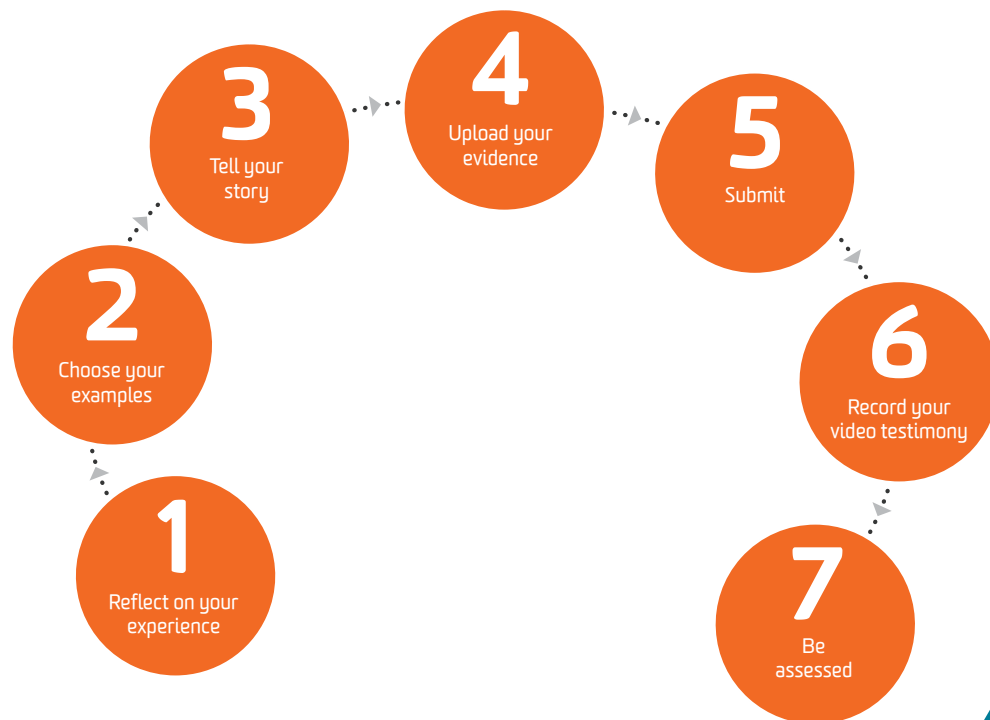 1
Reflect on your
experience
2
Choose your
examples
3
Tell your
story
4
Upload your
evidence
5
Submit
6
Record your
video testimony
7
Be
assessed